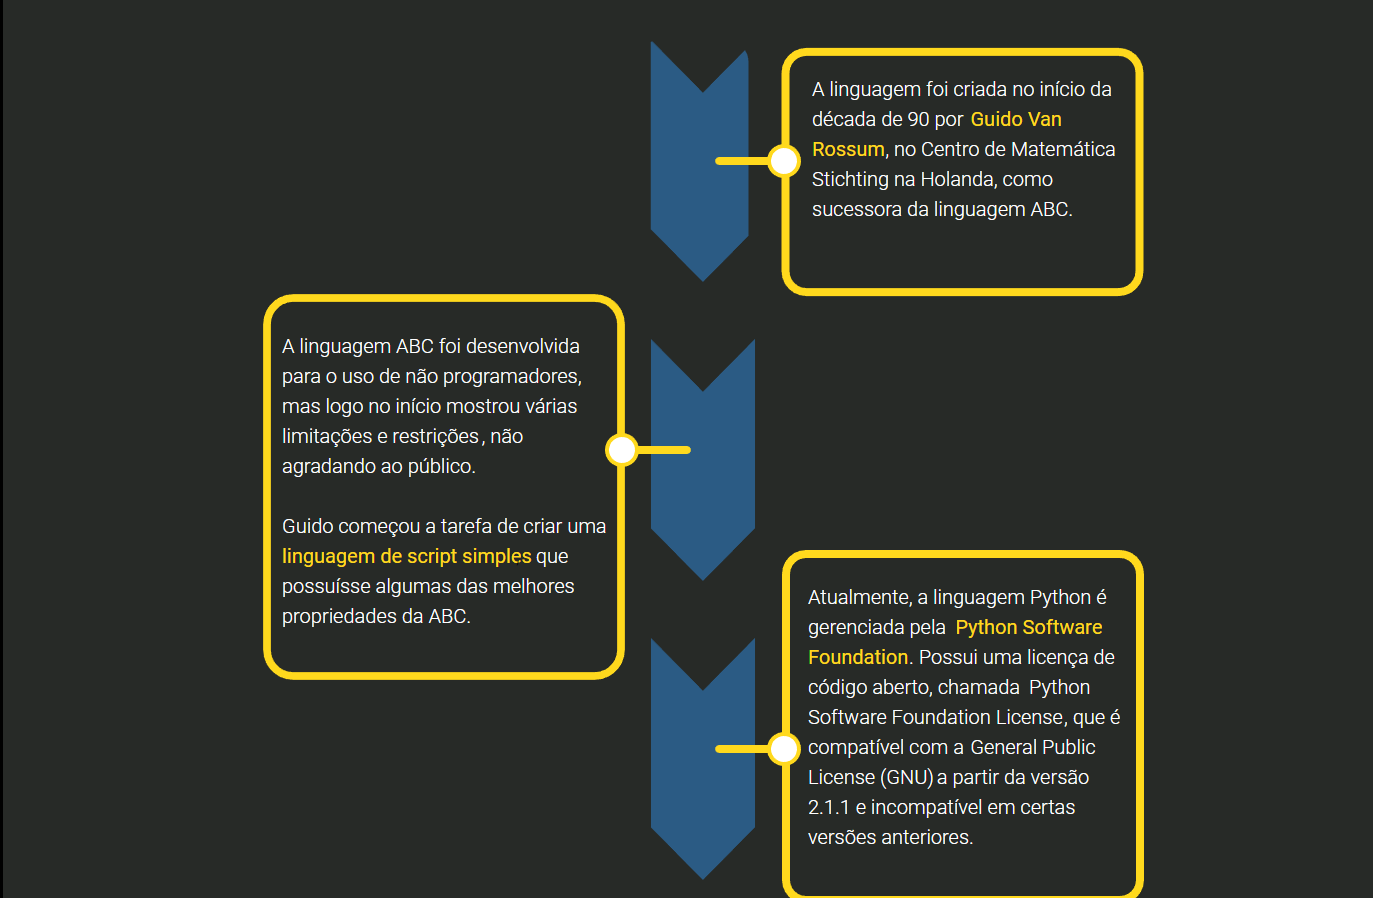 A linguagem foi criada no início da
década de 90 por Guido Van
Rossum, no Centro de Matemática
Stichting na Holanda, como
sucessora da linguagem ABC.
A linguagem ABC foi desenvolvida
para o uso de não programadores,
mas logo no início mostrou várias
limitações e restrições, não
agradando ao público.
Guido começou a tarefa de criar uma
linguagem de script simples que
possuísse algumas das melhores
propriedades da ABC.
Atualmente, a linguagem Python é
gerenciada pela Python Software
Foundation. Possui uma licença de
código aberto, chamada Python
Software Foundation License, que é
compatível com a General Public
License (GNU) a partir da versão
2.1.1 e incompatível em certas
versões anteriores.